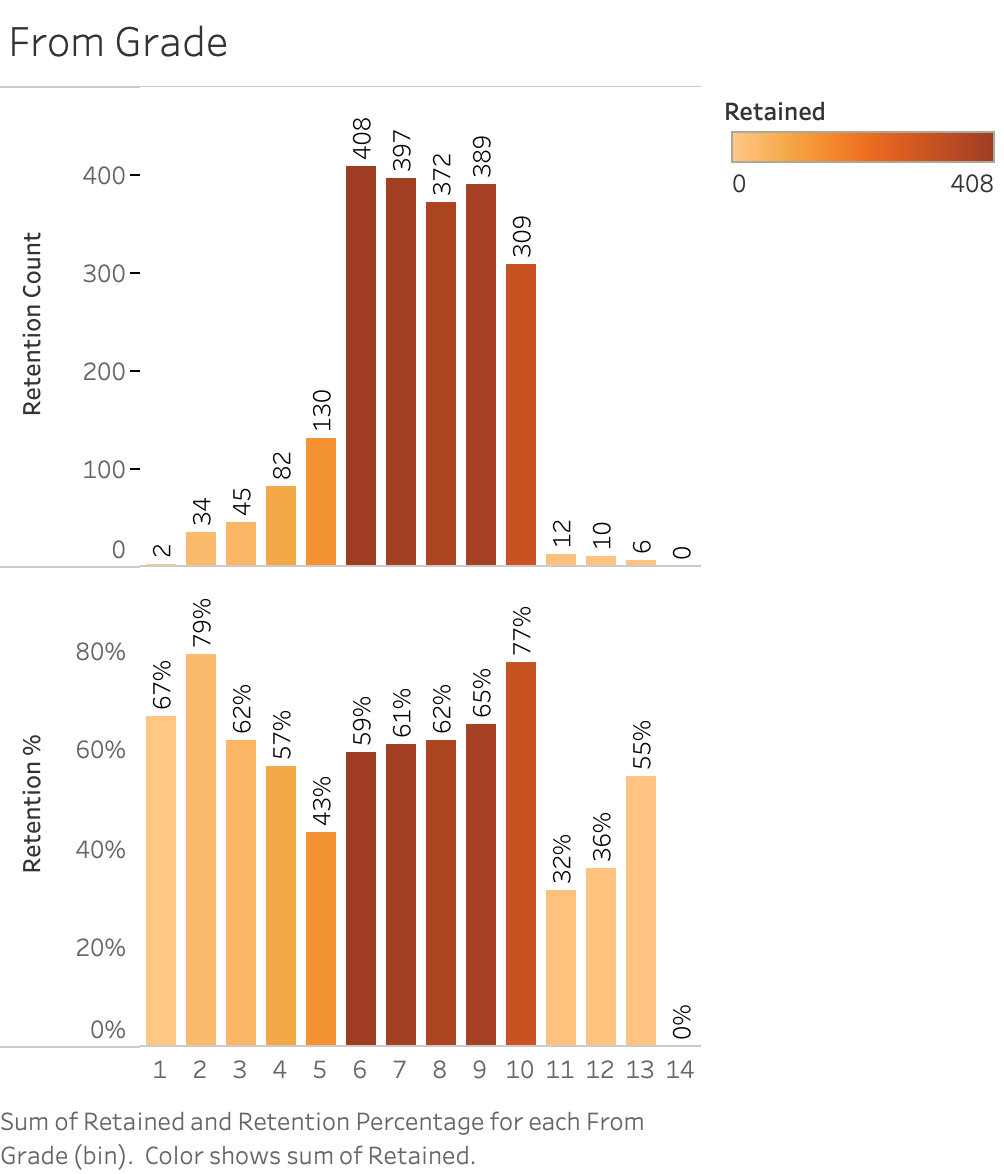 From Grade
Retained
0 408
Retention Count
400
300
200
100
0
2 34 45 82 130 408 397 372 389 309 12 10 6 0
Retention %
80%
60%
40%
20%
0%
67% 79% 62% 57% 43% 59% 61% 62% 65% 77% 32% 36% 55% 0%
1 2 3 4 5 6 7 8 9 10 11 12 13 14
Sum of Retained and Retention Percentage for each From
Grade (bin). Color shows sum of Retained.